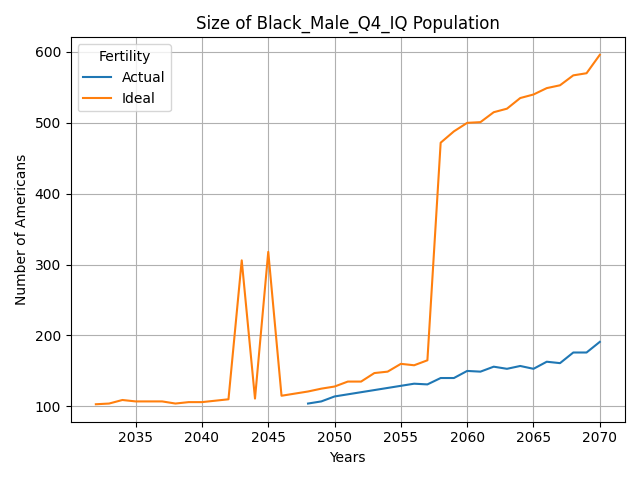 Size of Black_Male_Q4_IQ Population
Fertility
Actual
Ideal
Number of Americans
600
500
400
300
200
100
2035 2040 2045 2050 2055 2060 2065 2070
Years